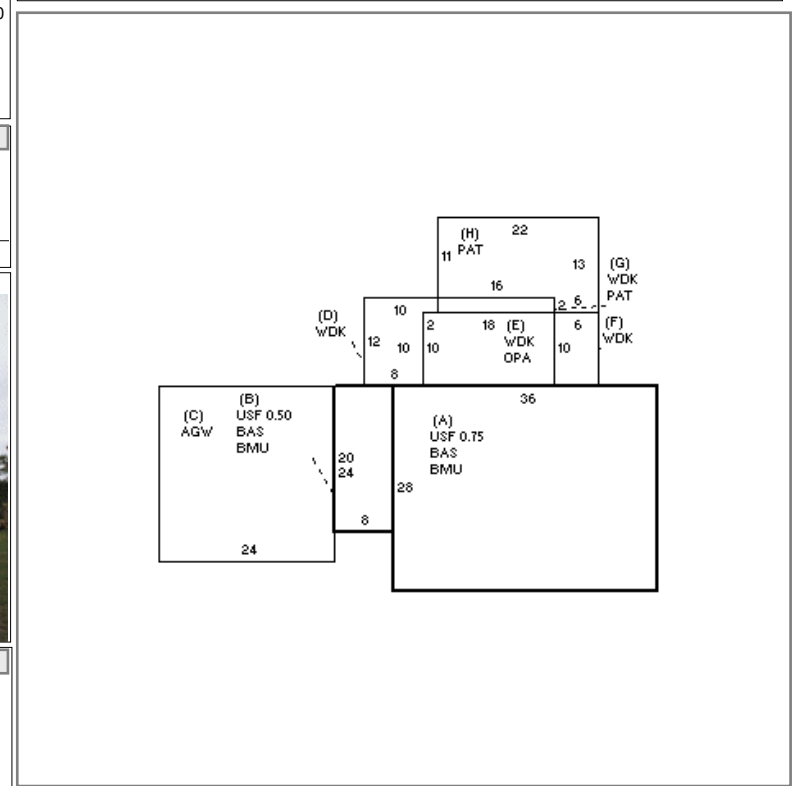 0
22
(H)
PAT
11
13
(G)
WDK
PAT
16
2 6
10
(D)
WDK
2 18 (E)
WDK
OPA
6
(F)
WDK
12
10
10
10
8
36
(B)
USF 0.50
BAS
BMU
(C)
AGW
(A)
USF 0.75
BAS
BMU
20
24
28
8
24